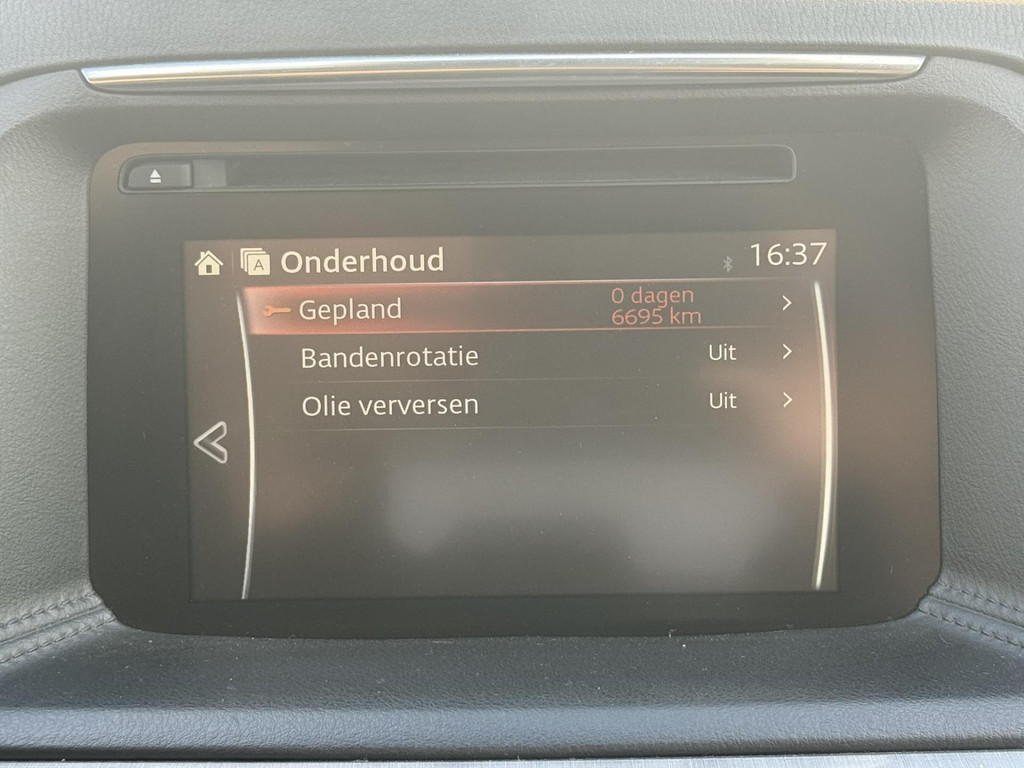 A Onderhoud 16:37
Gepland 0 dagen
6695 km
Bandenrotatie Uit
Olie verversen Uit